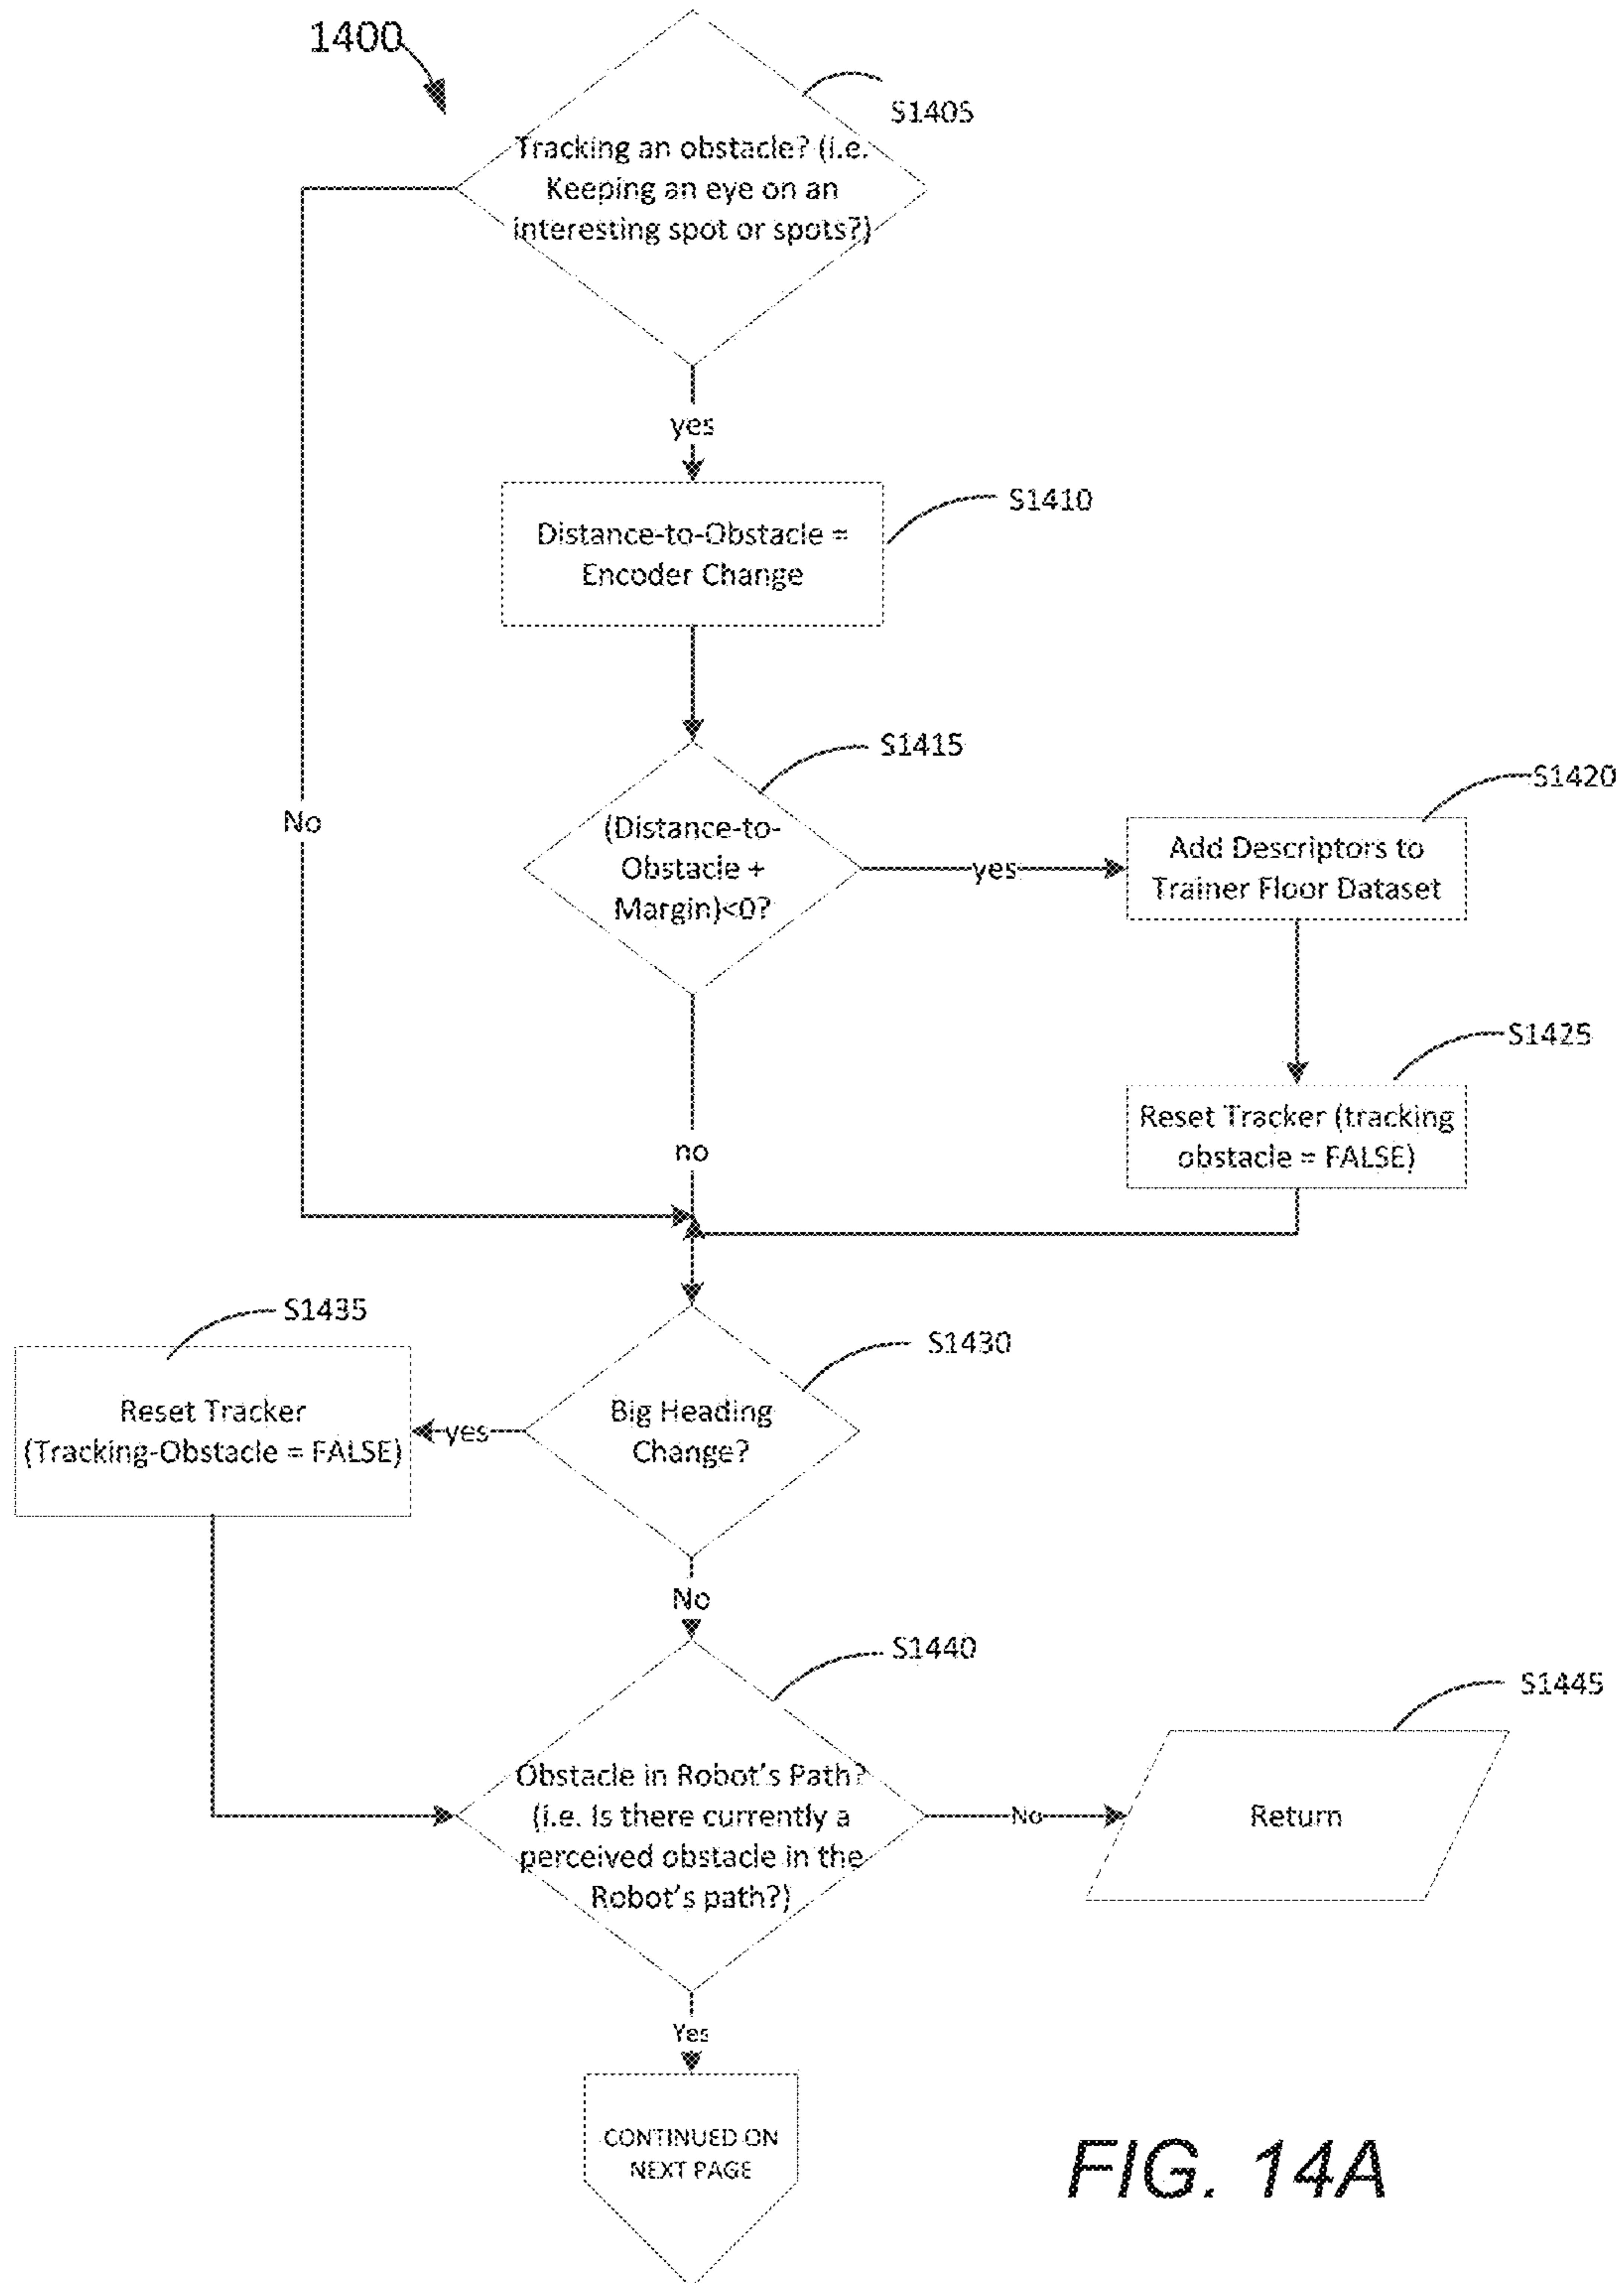 1400
S1405
Tracking an obstacle? (i.e.
Keeping an eye on an
interesting spot or spots?)
yes
S1410
Distance-to-Obstacle =
Encoder Change
No
S1415
(Distance-to-
Obstacle +
Margin)<0?
yes
S1420
Add Descriptors to
Trainer Floor Dataset
S1425
Reset Tracker (tracking
obstacle = FALSE)
no
S1430
Big Heading
Change?
yes
S1435
Reset Tracker
(Tracking-Obstacle = FALSE)
No
S1440
Obstacle in Robot's Path?
(i.e. Is there currently a
perceived obstacle in the
Robot's path?)
No
S1445
Return
Yes
CONTINUED ON
NEXT PAGE
FIG. 14A